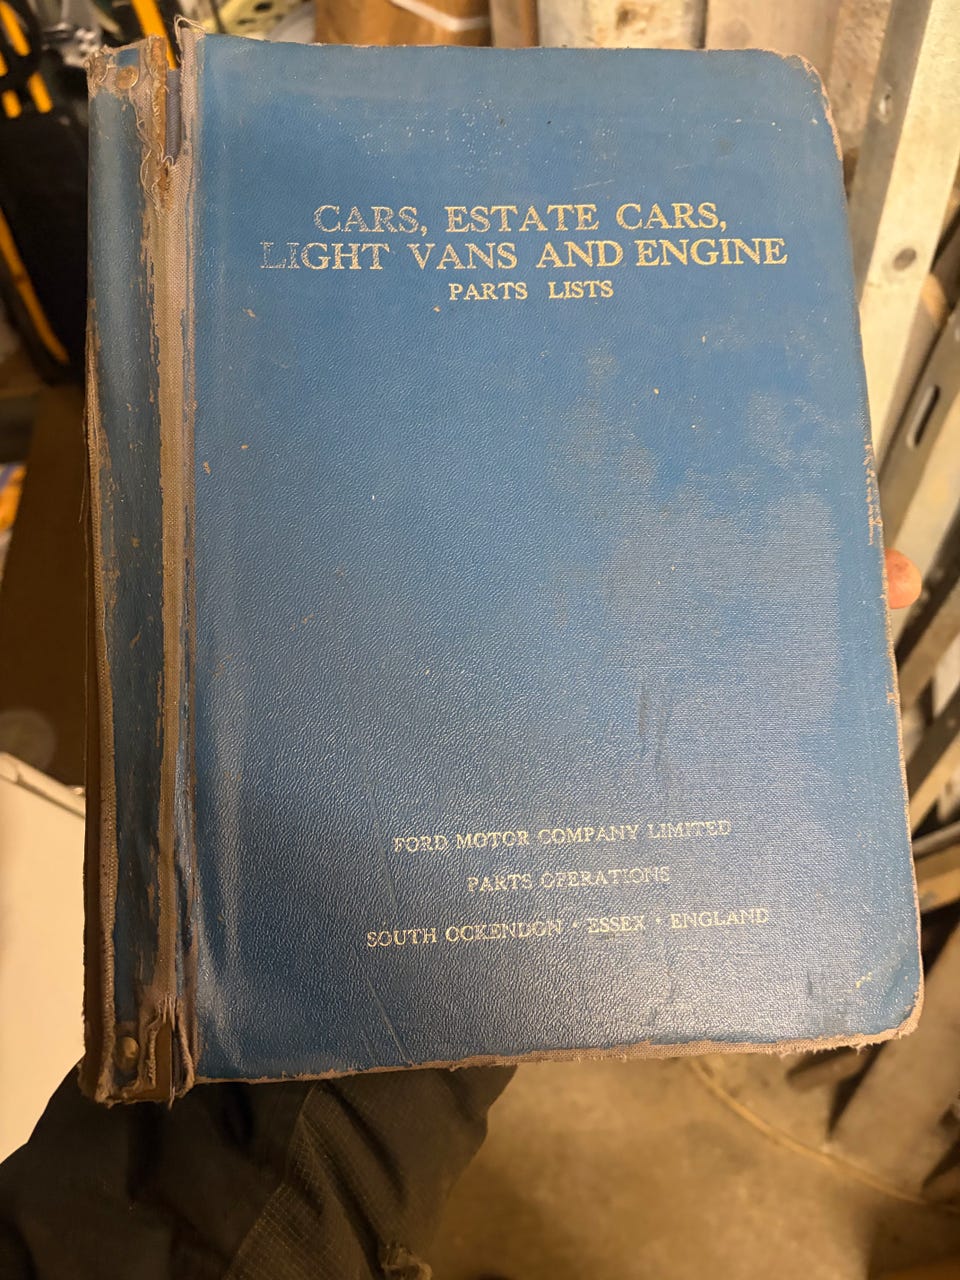 CARS, ESTATE CARS,
LIGHT VANS AND ENGINE
PARTS LISTS
FORD MOTOR COMPANY LIMITED
PARTS OPERATIONS
SOUTH OCKENDON · ESSEX · ENGLAND